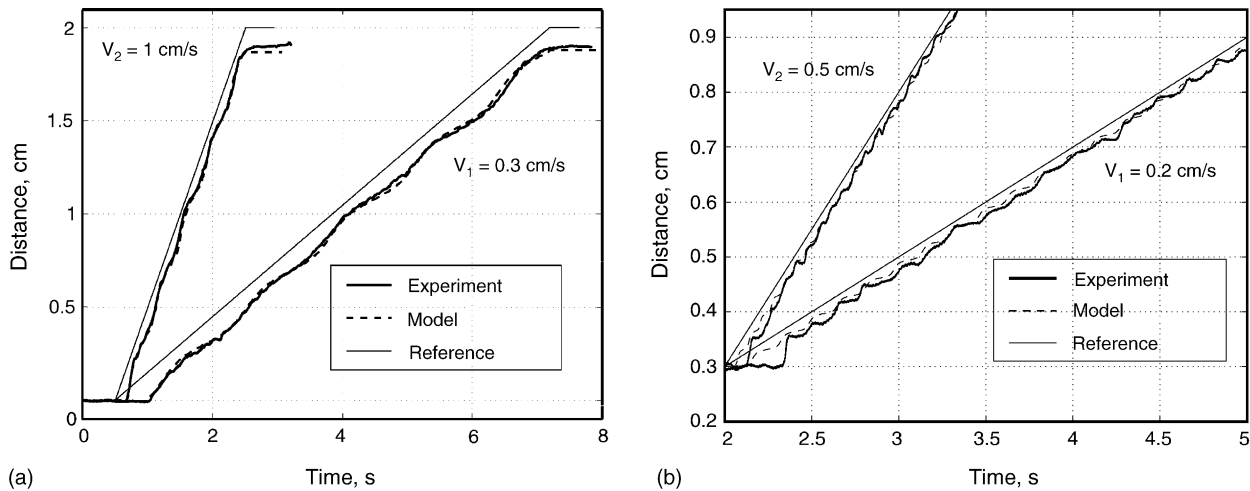 2
1.5
1
0.5
0
0 2 4 6 8
Distance, cm
Time, s
V2 = 1 cm/s
V1 = 0.3 cm/s
Experiment
Model
Reference
(a)
0.9
0.8
0.7
0.6
0.5
0.4
0.3
0.2
2 2.5 3 3.5 4 4.5 5
Distance, cm
Time, s
V2 = 0.5 cm/s
V1 = 0.2 cm/s
Experiment
Model
Reference
(b)